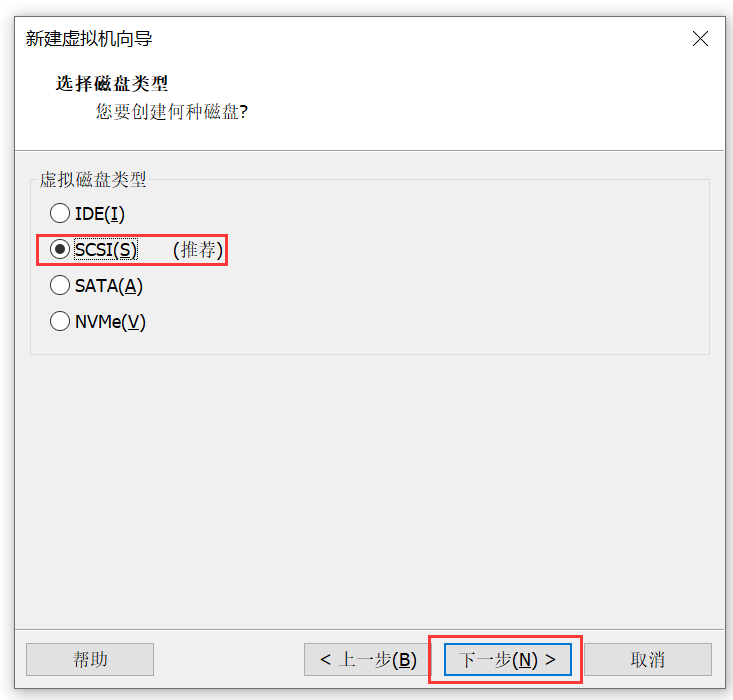 新建虚拟机向导
选择磁盘类型
您要创建何种磁盘?
虚拟磁盘类型
IDE(I)
SCSI(S) (推荐)
SATA(A)
NVMe(V)
帮助 < 上一步(B) 下一步(N) > 取消